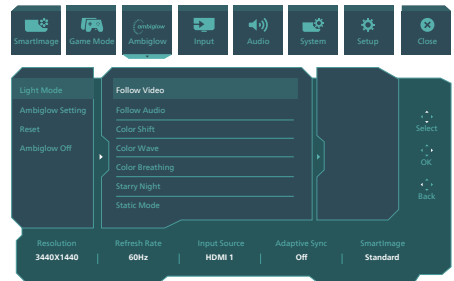 ambiglow
SmartImage Game Mode Ambiglow Input Audio System Setup Close
Light Mode
Ambiglow Setting
Reset
Ambiglow Off
Follow Video
Follow Audio
Color Shift
Color Wave
Color Breathing
Starry Night
Static Mode
Select
OK
Back
Resolution Refresh Rate Input Source Adaptive Sync SmartImage
3440X1440 | 60Hz | HDMI 1 | Off | Standard